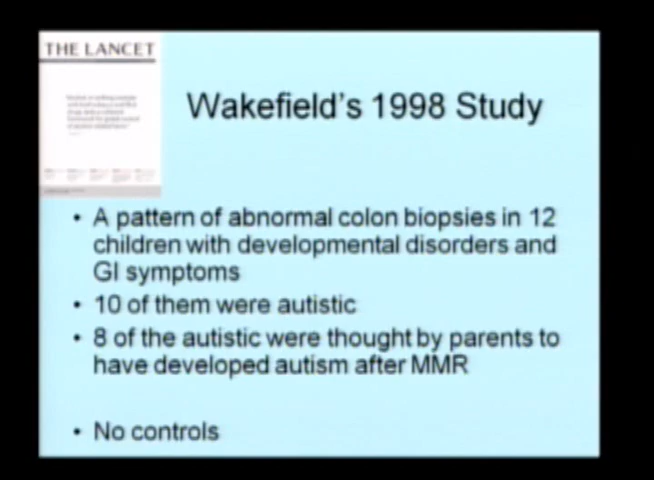 THE LANCET
Wakefield's 1998 Study
• A pattern of abnormal colon biopsies in 12
children with developmental disorders and
GI symptoms
• 10 of them were autistic
• 8 of the autistic were thought by parents to
have developed autism after MMR
• No controls